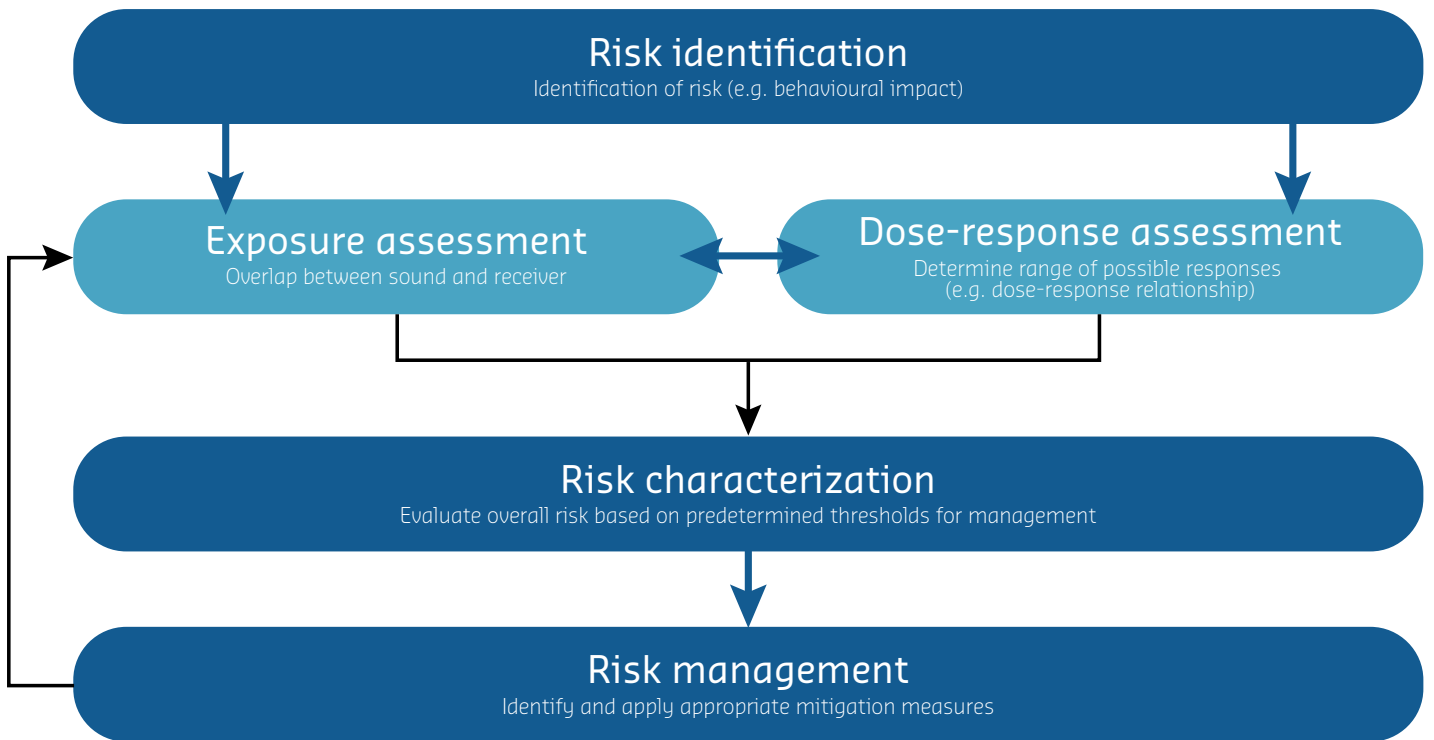 Risk identification
Identification of risk (e.g. behavioural impact)
Exposure assessment
Overlap between sound and receiver
Dose-response assessment
Determine range of possible responses
(e.g. dose-response relationship)
Risk characterization
Evaluate overall risk based on predetermined thresholds for management
Risk management
Identify and apply appropriate mitigation measures